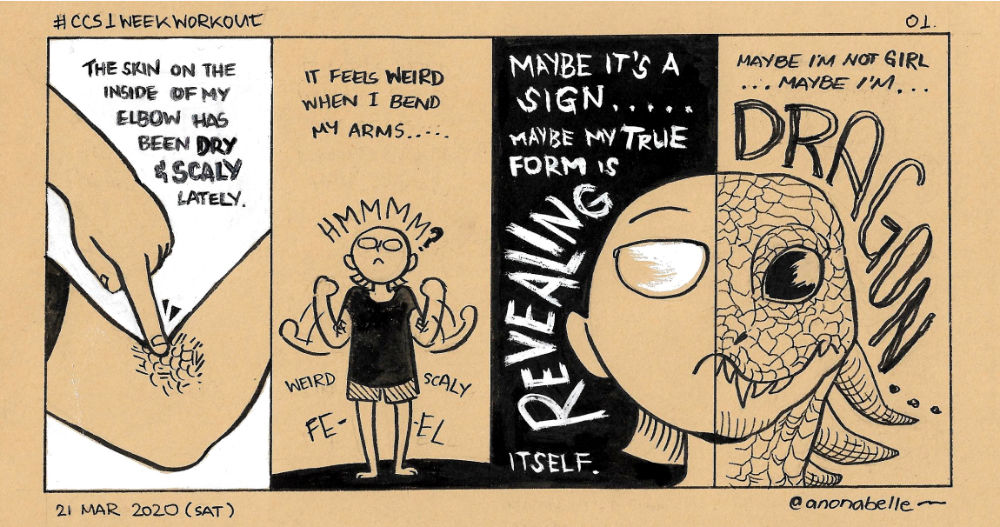 #CCS1WEEKWORKOUT
01.
THE SKIN ON THE
INSIDE OF MY
ELBOW HAS
BEEN DRY
& SCALY
LATELY.
IT FEELS WEIRD
WHEN I BEND
MY ARMS.....
HMMMMM?
WEIRD
SCALY
FE-
-EL
MAYBE IT'S A
SIGN.....
MAYBE MY TRUE
FORM IS
REVEALING
ITSELF.
MAYBE I'M NOT GIRL
...MAYBE I'M...
DRAGON...
21 MAR 2020 (SAT)
@anonabelle